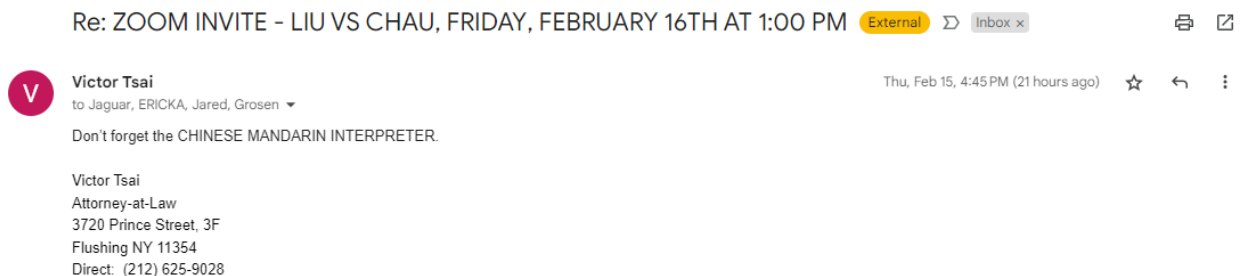 Re: ZOOM INVITE - LIU VS CHAU, FRIDAY, FEBRUARY 16TH AT 1:00 PM External Inbox ×
V
Victor Tsai Thu, Feb 15, 4:45 PM (21 hours ago)
to Jaguar, ERICKA, Jared, Grosen
Don't forget the CHINESE MANDARIN INTERPRETER.
Victor Tsai
Attorney-at-Law
3720 Prince Street, 3F
Flushing NY 11354
Direct: (212) 625-9028